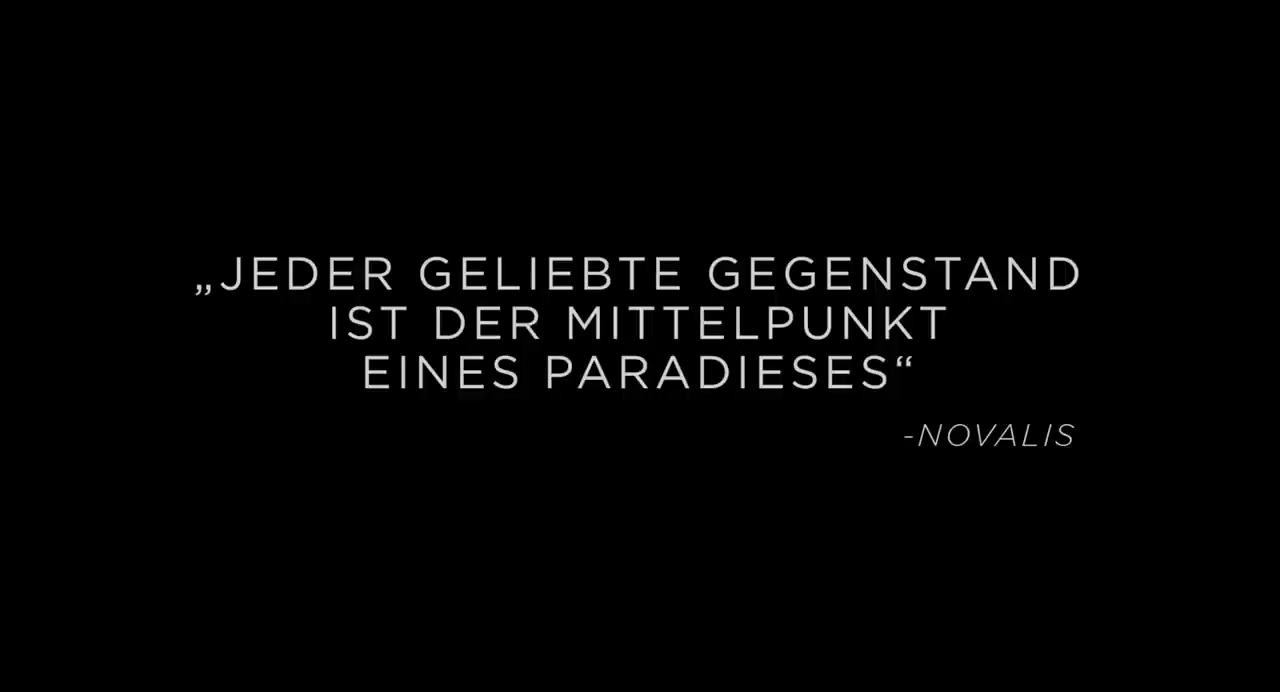 „JEDER GELIEBTE GEGENSTAND
IST DER MITTELPUNKT
EINES PARADIESES“
-NOVALIS